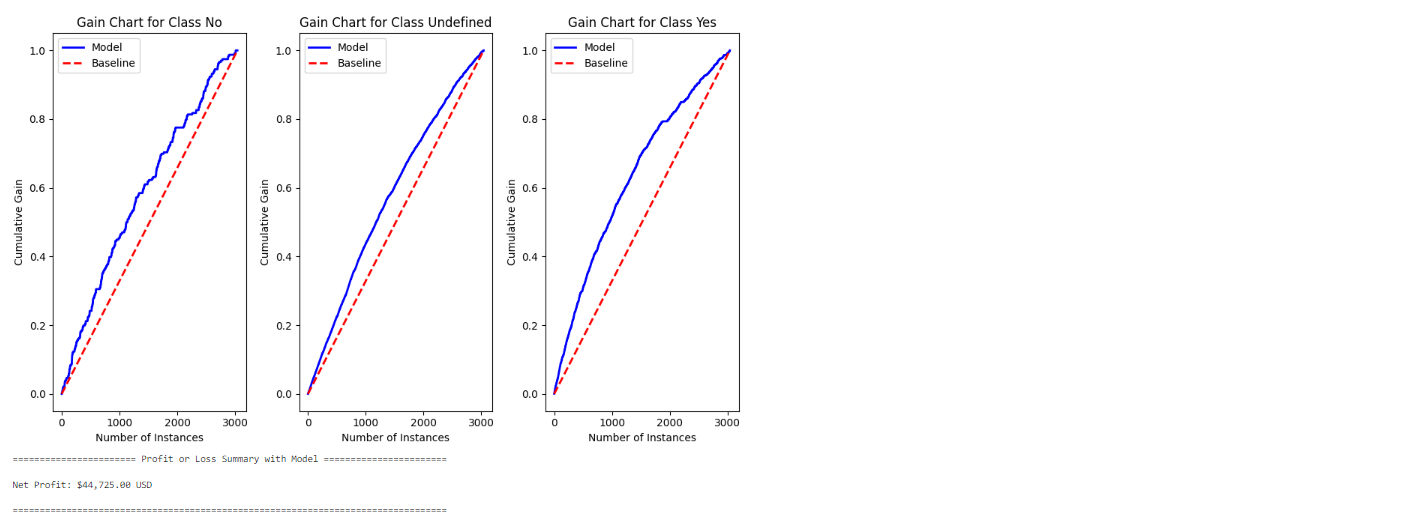 Gain Chart for Class No
Model
Baseline
Cumulative Gain
1.0
0.8
0.6
0.4
0.2
0.0
0 1000 2000 3000
Number of Instances
Gain Chart for Class Undefined
Model
Baseline
Cumulative Gain
1.0
0.8
0.6
0.4
0.2
0.0
0 1000 2000 3000
Number of Instances
Gain Chart for Class Yes
Model
Baseline
Cumulative Gain
1.0
0.8
0.6
0.4
0.2
0.0
0 1000 2000 3000
Number of Instances
====================== Profit or Loss Summary with Model ======================
Net Profit: $44,725.00 USD
==============================================================================